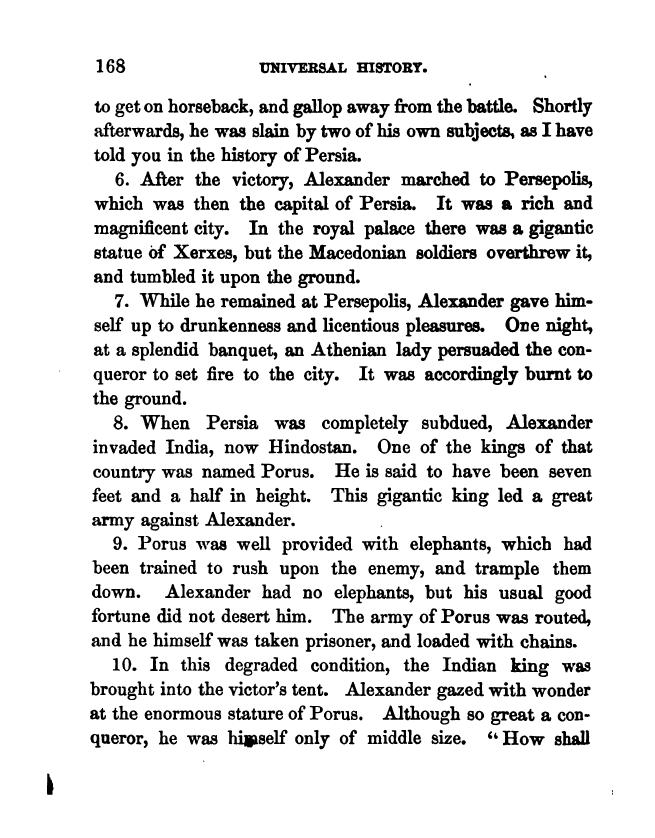 168 UNIVERSAL HISTORY.
to get on horseback, and gallop away from the battle. Shortly
afterwards, he was slain by two of his own subjects, as I have
told you in the history of Persia.
6. After the victory, Alexander marched to Persepolis,
which was then the capital of Persia. It was a rich and
magnificent city. In the royal palace there was a gigantic
statue of Xerxes, but the Macedonian soldiers overthrew it,
and tumbled it upon the ground.
7. While he remained at Persepolis, Alexander gave him-
self up to drunkenness and licentious pleasures. One night,
at a splendid banquet, an Athenian lady persuaded the con-
queror to set fire to the city. It was accordingly burnt to
the ground.
8. When Persia was completely subdued, Alexander
invaded India, now Hindostan. One of the kings of that
country was named Porus. He is said to have been seven
feet and a half in height. This gigantic king led a great
army against Alexander.
9. Porus was well provided with elephants, which had
been trained to rush upon the enemy, and trample them
down. Alexander had no elephants, but his usual good
fortune did not desert him. The army of Porus was routed,
and he himself was taken prisoner, and loaded with chains.
10. In this degraded condition, the Indian king was
brought into the victor's tent. Alexander gazed with wonder
at the enormous stature of Porus. Although so great a con-
queror, he was himself only of middle size. "How shall